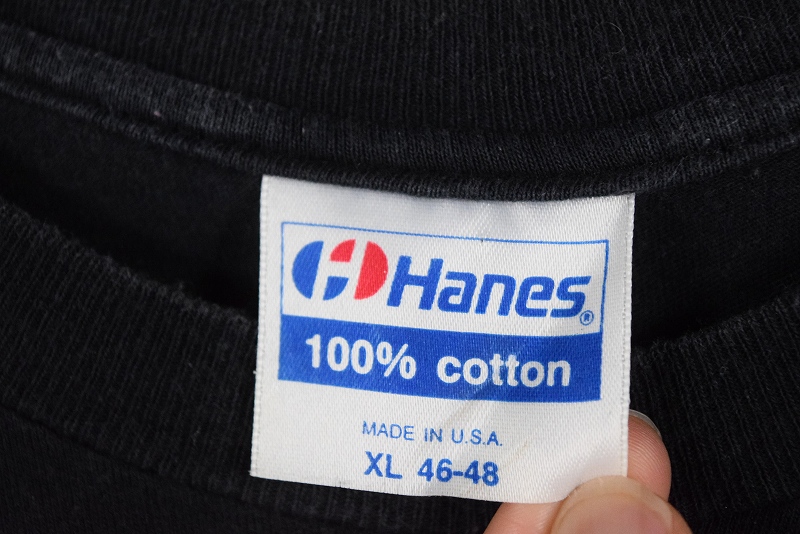 Hanes®
100% cotton
MADE IN U.S.A.
XL 46-48